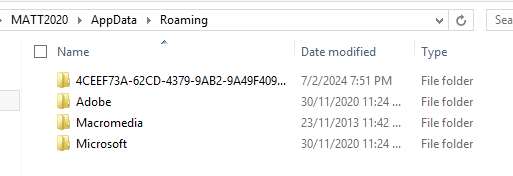 MATT2020 AppData Roaming
Name Date modified Type
4CEEF73A-62CD-4379-9AB2-9A49F409... 7/2/2024 7:51 PM File folder
Adobe 30/11/2020 11:24 ... File folder
Macromedia 23/11/2013 11:42 ... File folder
Microsoft 30/11/2020 11:24 ... File folder